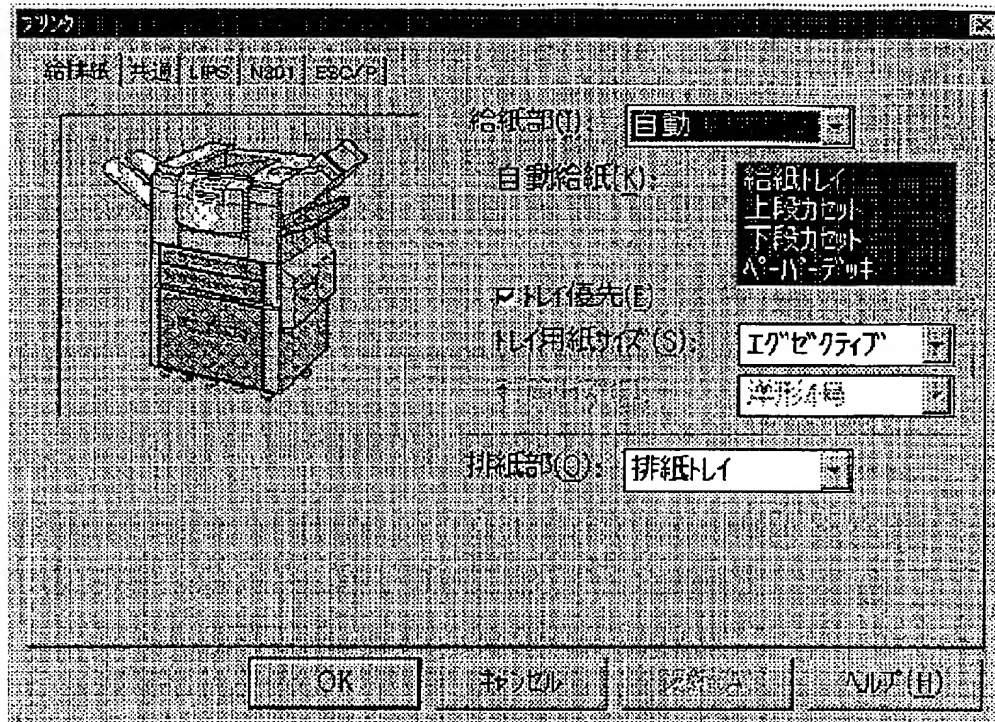 給排紙 共通 LIPS N201 ESC/P
給紙部(I): 自動
自動給紙(K): 給紙トレイ
上段カセット
下段カセット
ペーパーデッキ
トレイ優先(E)
トレイ用紙サイズ(S): エグゼクティブ
洋形4号
排紙部(O): 排紙トレイ
OK キャンセル ヘルプ(H)